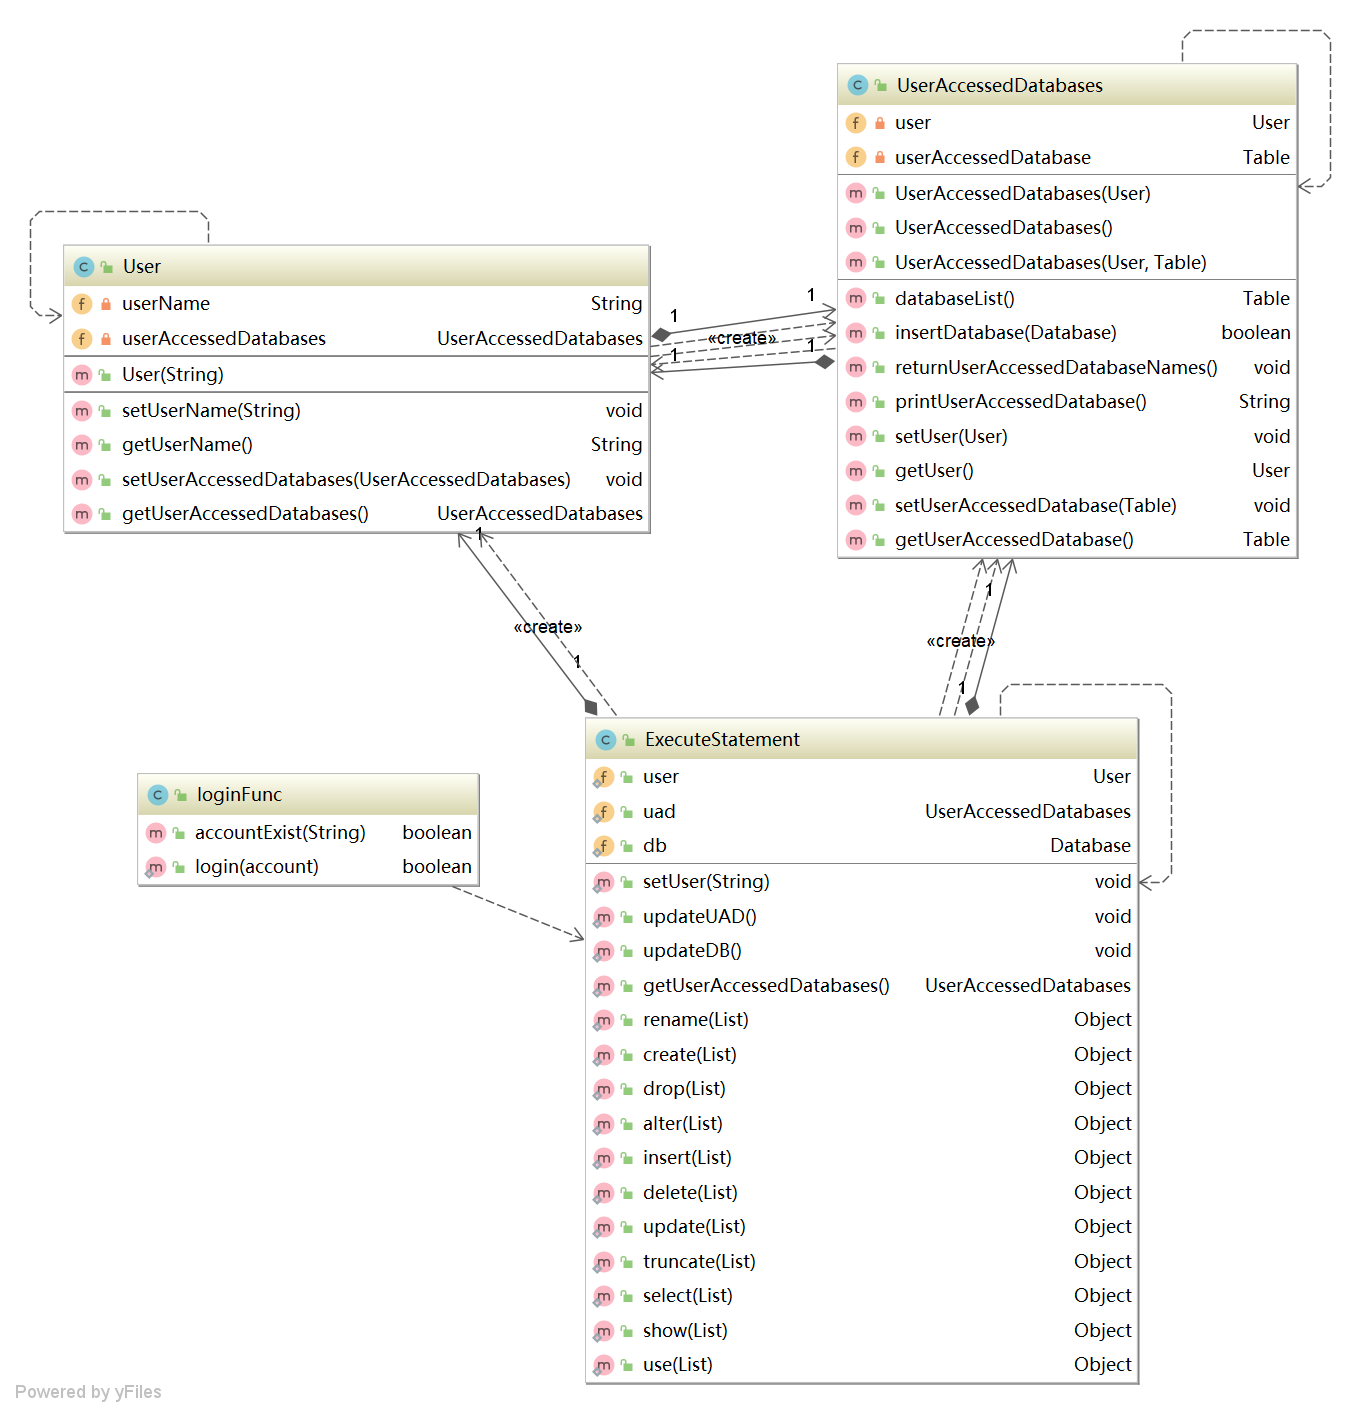 UserAccessedDatabases
user User
userAccessedDatabase Table
UserAccessedDatabases(User)
UserAccessedDatabases()
UserAccessedDatabases(User, Table)
databaseList() Table
insertDatabase(Database) boolean
returnUserAccessedDatabaseNames() void
printUserAccessedDatabase() String
setUser(User) void
getUser() User
setUserAccessedDatabase(Table) void
getUserAccessedDatabase() Table
User
userName String
userAccessedDatabases UserAccessedDatabases
User(String)
setUserName(String) void
getUserName() String
setUserAccessedDatabases(UserAccessedDatabases) void
getUserAccessedDatabases() UserAccessedDatabases
1
1
«create»
1
1
1
«create»
1
1
«create»
1
ExecuteStatement
user User
uad UserAccessedDatabases
db Database
setUser(String) void
updateUAD() void
updateDB() void
getUserAccessedDatabases() UserAccessedDatabases
rename(List) Object
create(List) Object
drop(List) Object
alter(List) Object
insert(List) Object
delete(List) Object
update(List) Object
truncate(List) Object
select(List) Object
show(List) Object
use(List) Object
loginFunc
accountExist(String) boolean
login(account) boolean
Powered by yFiles